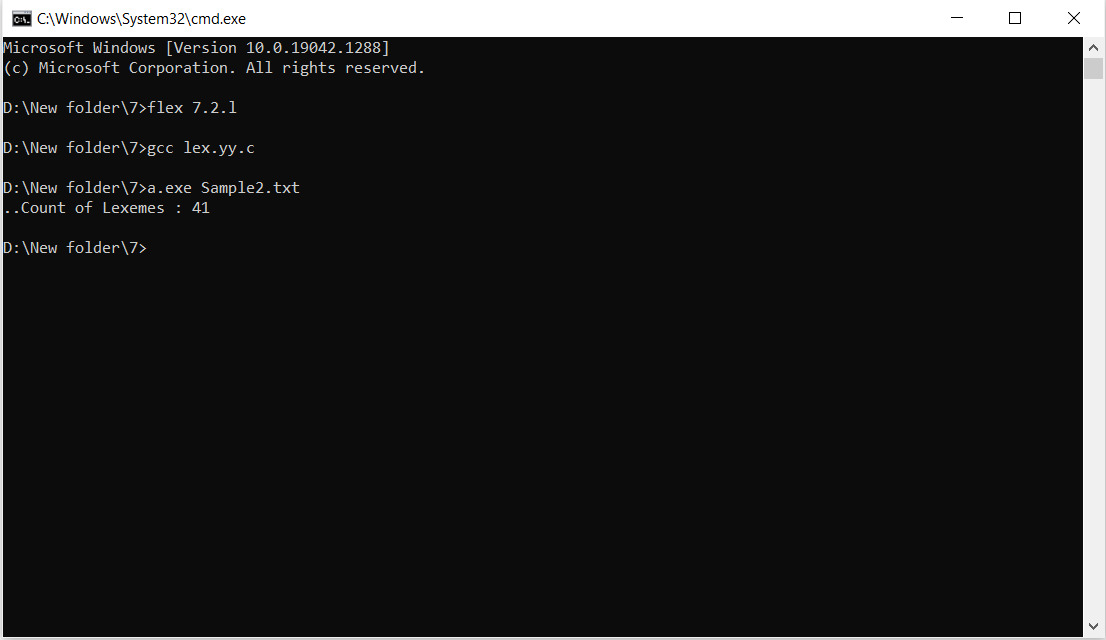 C:\Windows\System32\cmd.exe
Microsoft Windows [Version 10.0.19042.1288]
(c) Microsoft Corporation. All rights reserved.
D:\New folder\7>flex 7.2.l
D:\New folder\7>gcc lex.yy.c
D:\New folder\7>a.exe Sample2.txt
..Count of Lexemes : 41
D:\New folder\7>